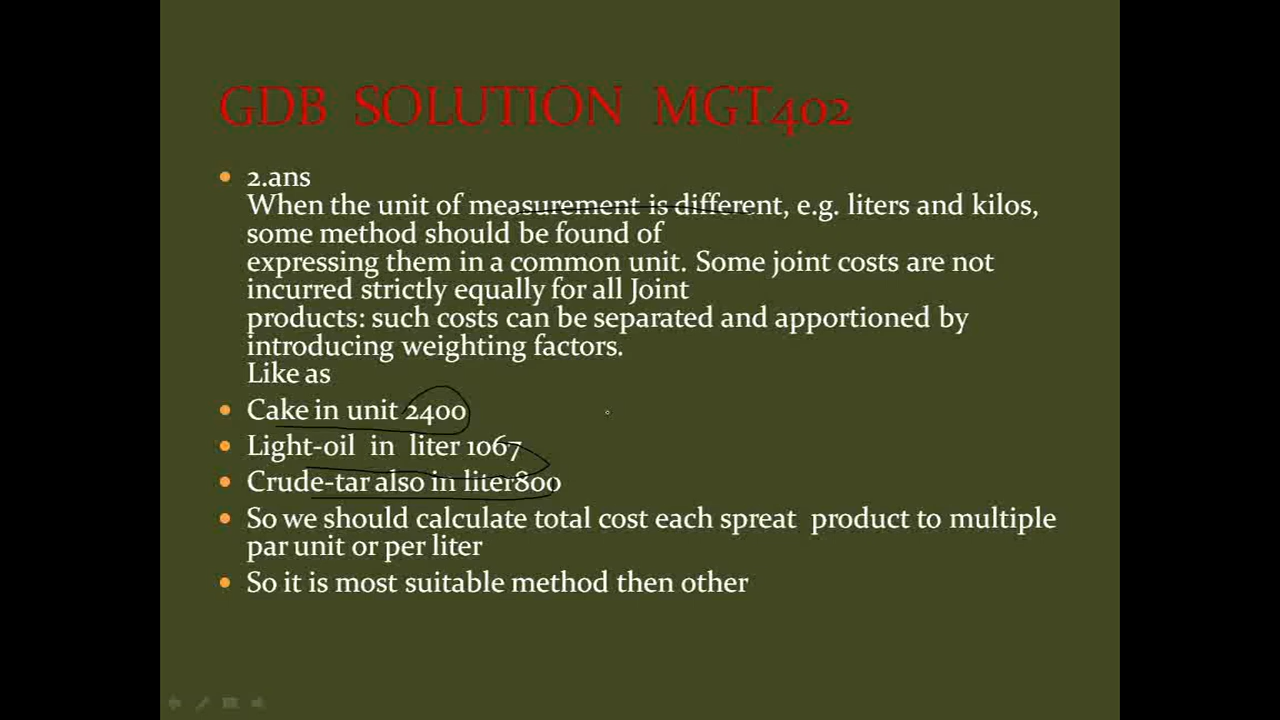 GDB SOLUTION MGT402
2.ans
When the unit of measurement is different, e.g. liters and kilos,
some method should be found of
expressing them in a common unit. Some joint costs are not
incurred strictly equally for all Joint
products: such costs can be separated and apportioned by
introducing weighting factors.
Like as
Cake in unit 2400
Light-oil in liter 1067
Crude-tar also in liter800
So we should calculate total cost each spreat product to multiple
par unit or per liter
So it is most suitable method then other